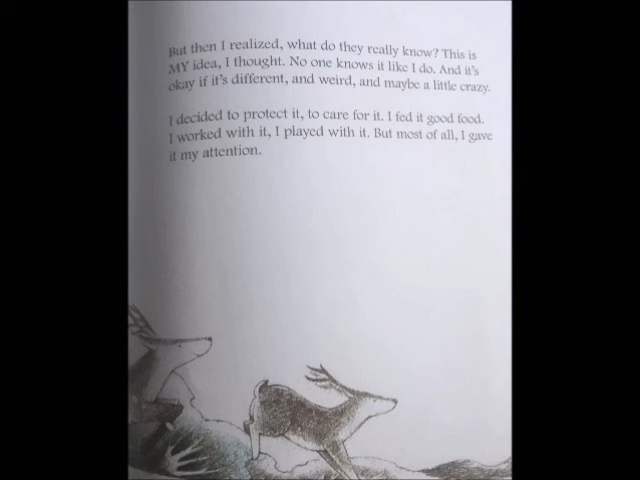 But then I realized, what do they really know? This is
MY idea, I thought. No one knows it like I do. And it's
okay if it's different, and weird, and maybe a little crazy.
I decided to protect it, to care for it. I fed it good food.
I worked with it, I played with it. But most of all, I gave
it my attention.